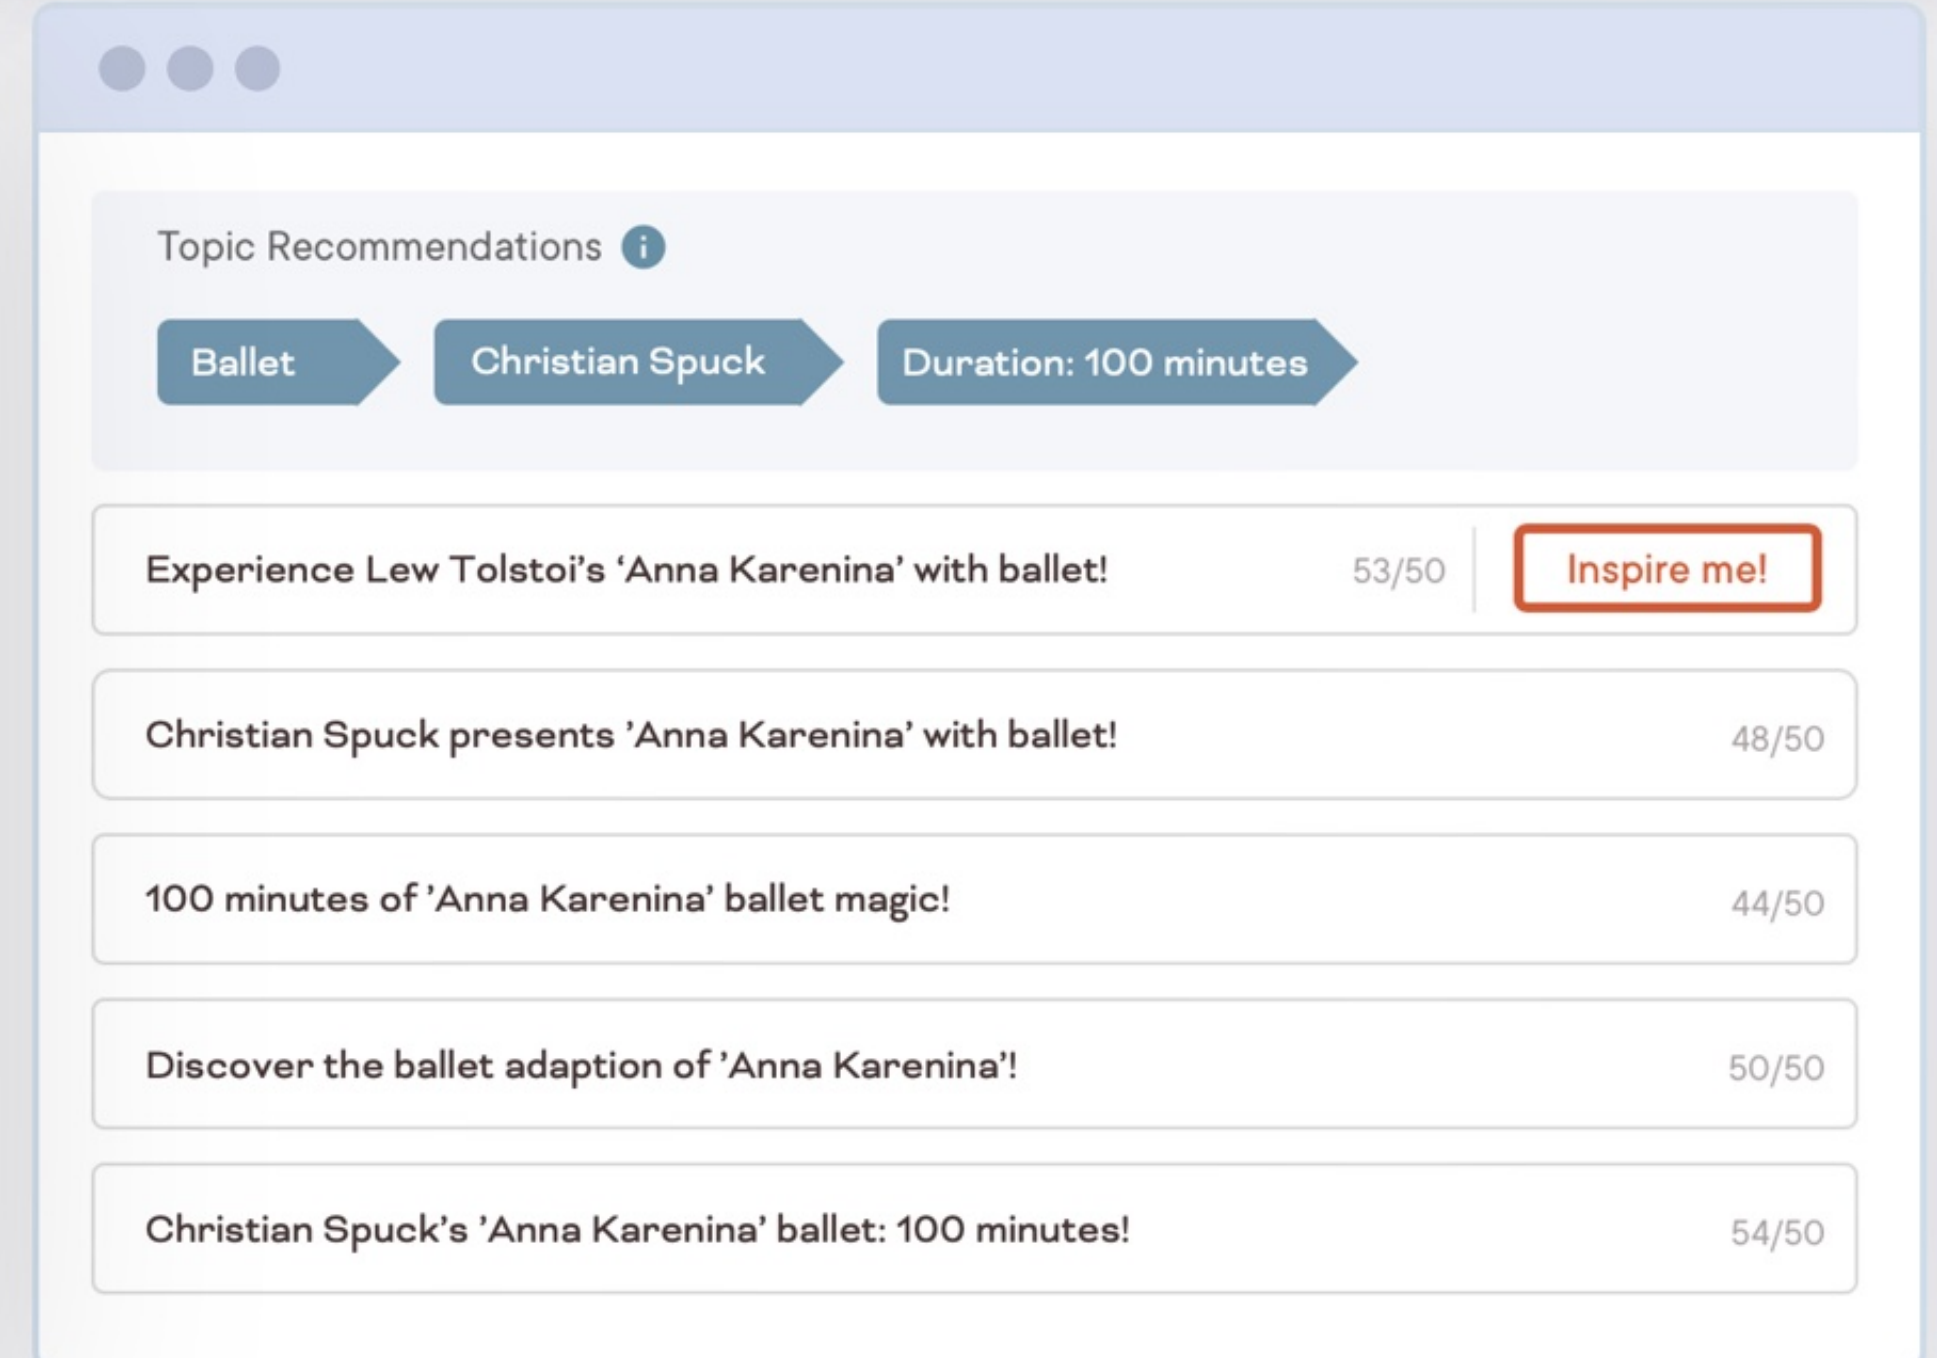 Topic Recommendations i
Ballet Christian Spuck Duration: 100 minutes
Experience Lew Tolstoi's ‘Anna Karenina’ with ballet! 53/50 Inspire me!
Christian Spuck presents ’Anna Karenina’ with ballet! 48/50
100 minutes of ’Anna Karenina’ ballet magic! 44/50
Discover the ballet adaption of ’Anna Karenina’! 50/50
Christian Spuck’s ’Anna Karenina’ ballet: 100 minutes! 54/50